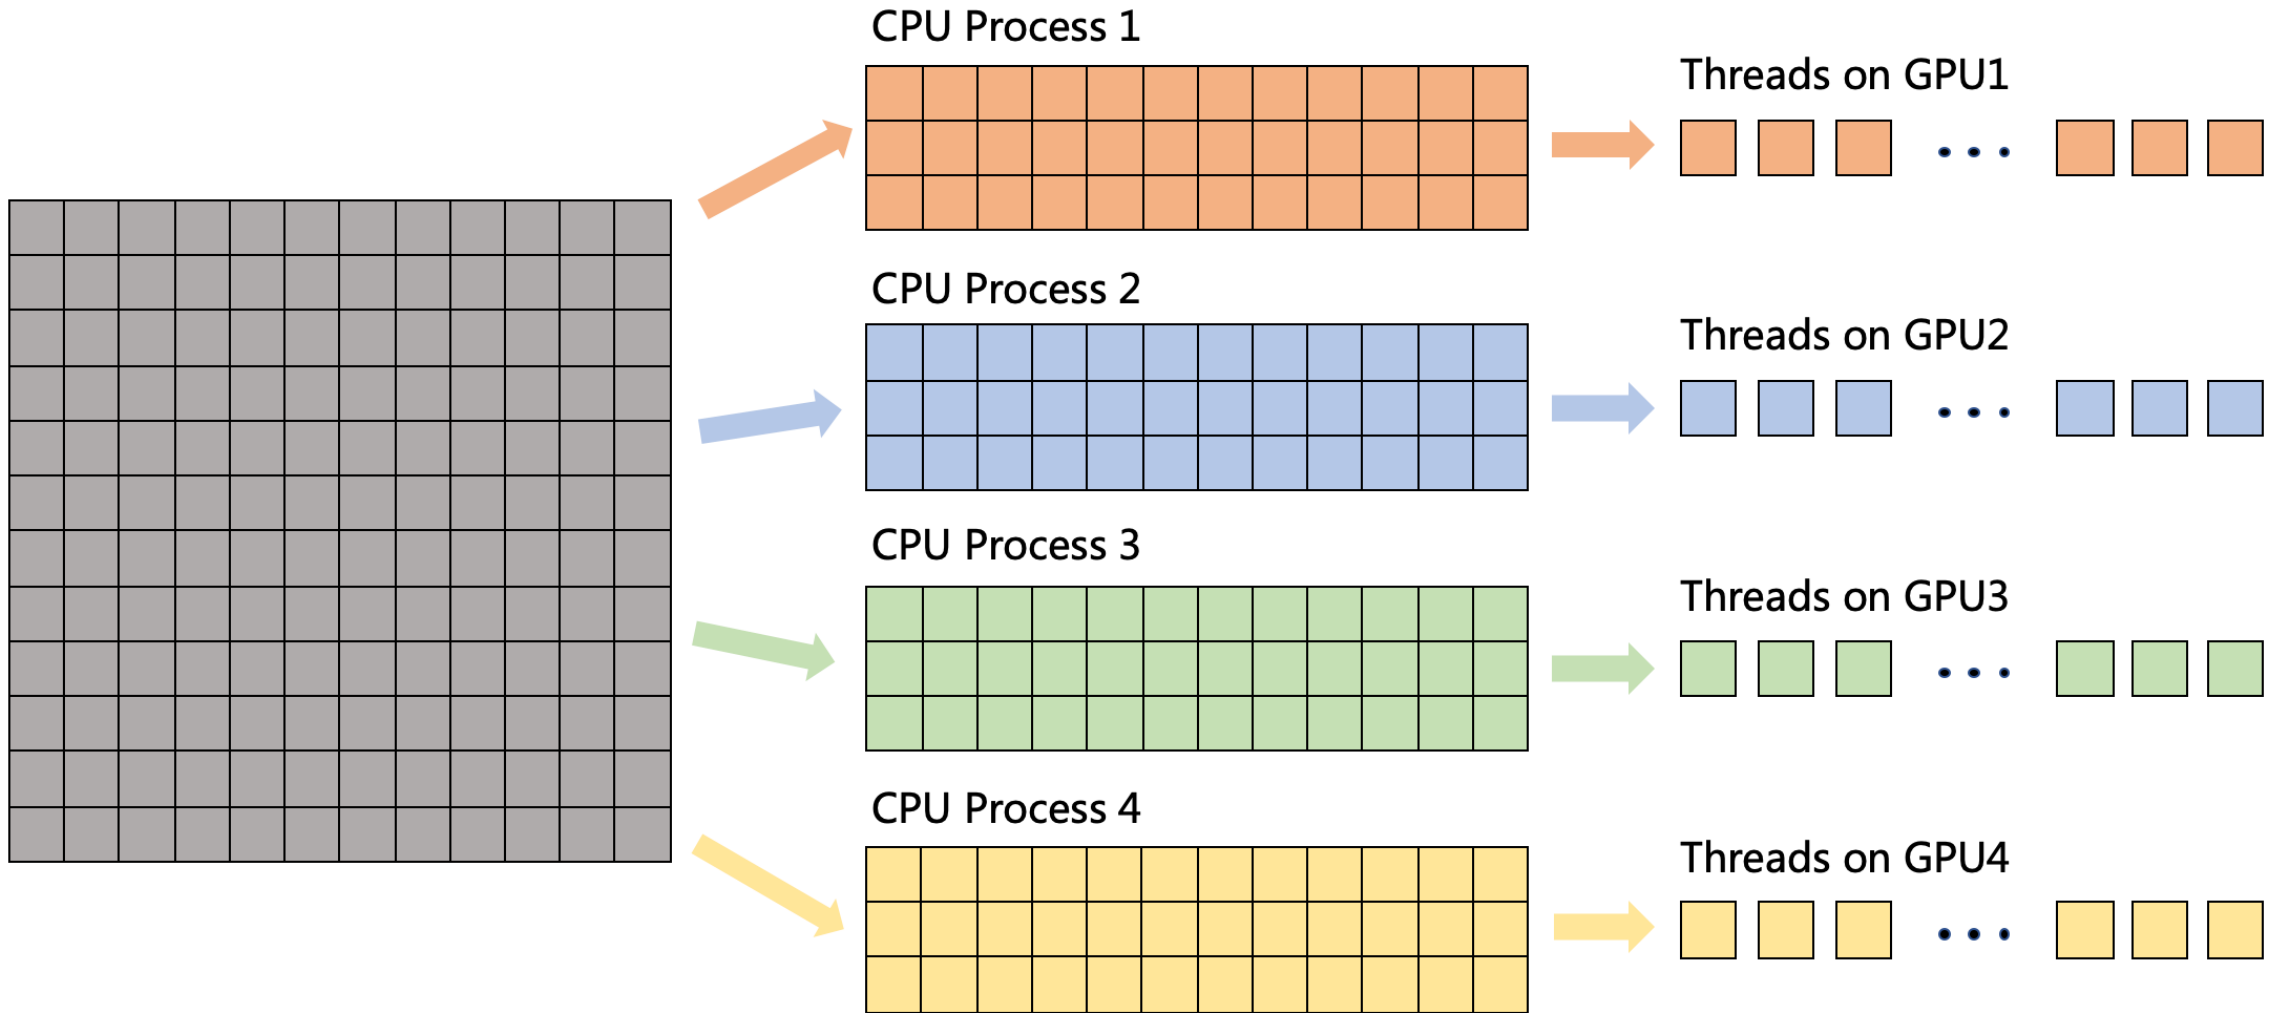 CPU Process 1
Threads on GPU1
CPU Process 2
Threads on GPU2
CPU Process 3
Threads on GPU3
CPU Process 4
Threads on GPU4